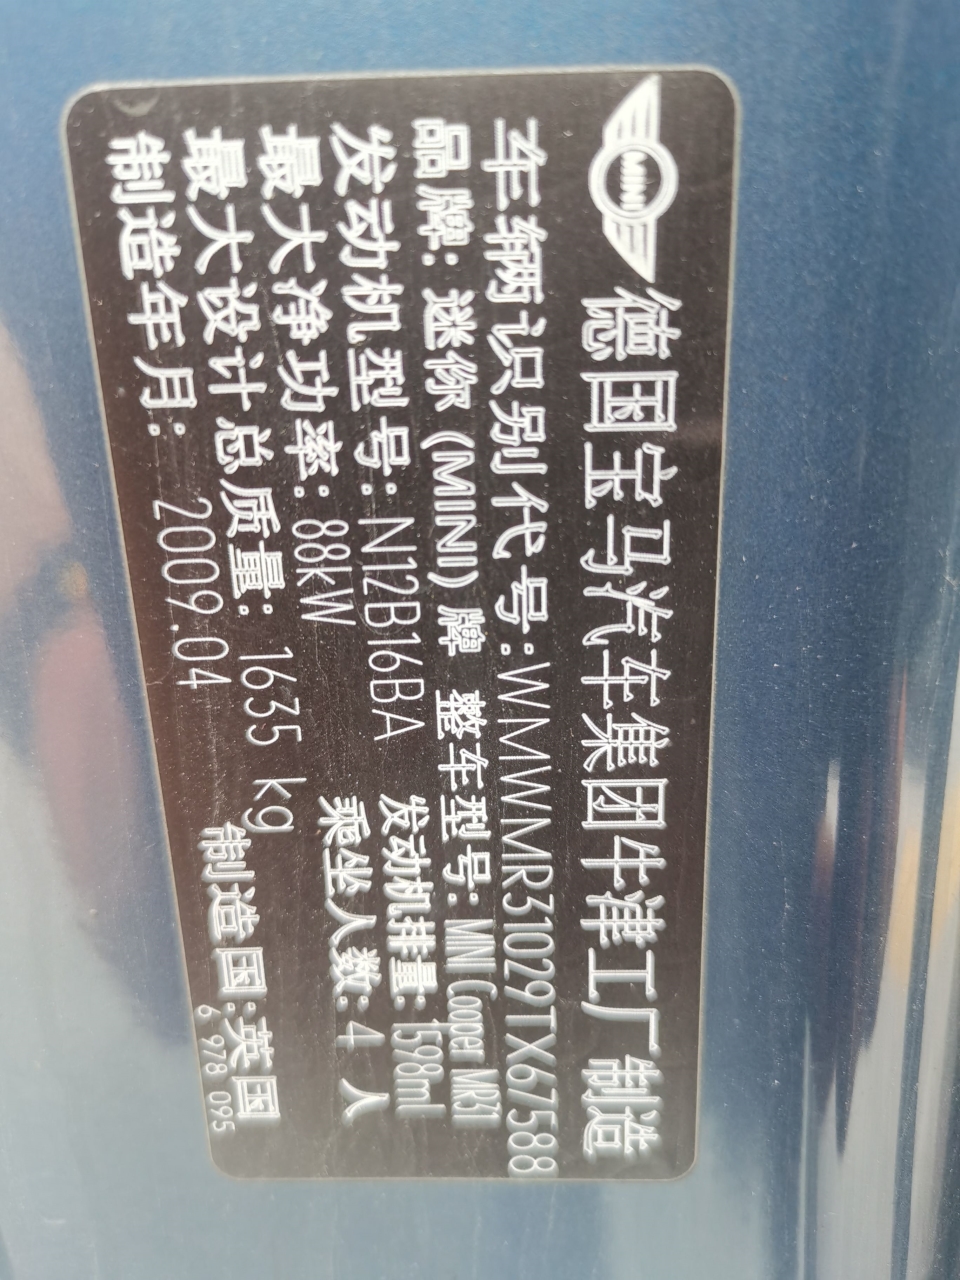 MINI 德国宝马汽车集团牛津工厂制造
车辆识别代号:WMWMR31029TX67588
品牌: 迷你 (MINI) 牌 整车型号: MINI Cooper MR31
发动机型号: N12B16BA 发动机排量: 1598ml
最大净功率: 88kW 乘坐人数: 4 人
最大设计总质量: 1635 kg
制造年月: 2009.04 制造国:英国
6 978 095